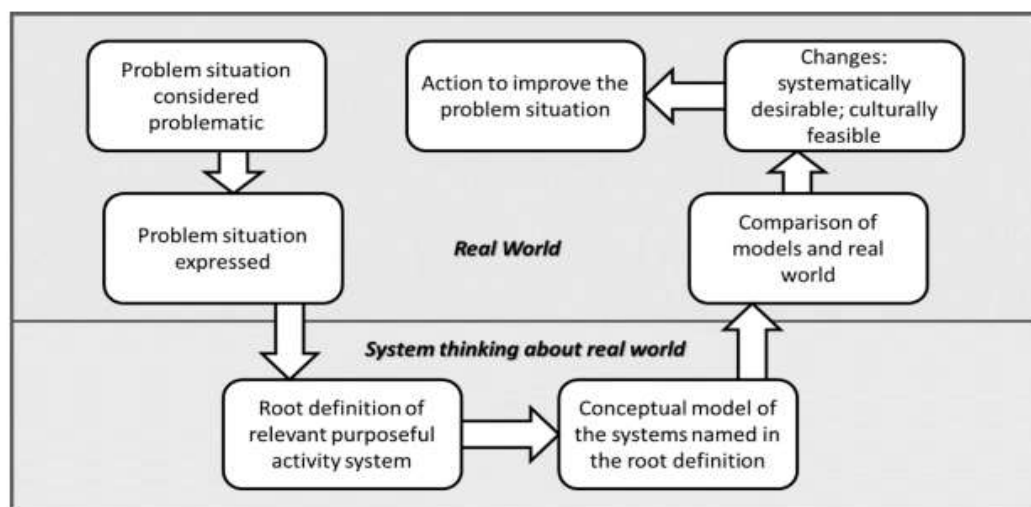 Problem situation
considered
problematic
Problem situation
expressed
Root definition of
relevant purposeful
activity system
Conceptual model of
the systems named in
the root definition
Comparison of
models and real
world
Changes:
systematically
desirable; culturally
feasible
Action to improve the
problem situation
Real World
System thinking about real world